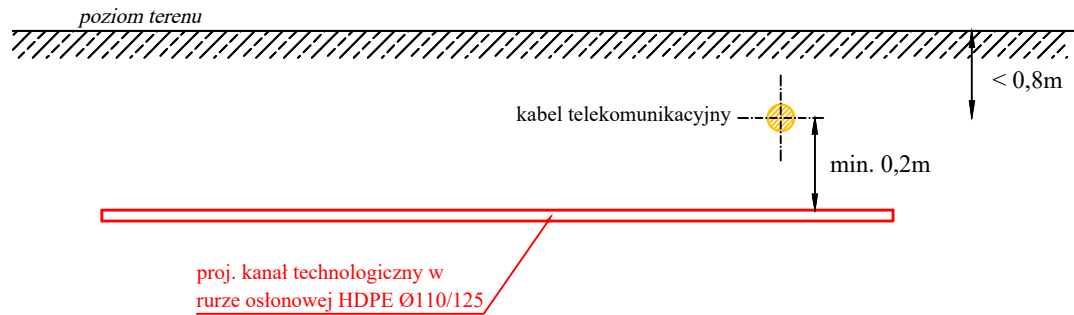 poziom terenu
< 0,8m
kabel telekomunikacyjny
min. 0,2m
proj. kanał technologiczny w
rurze osłonowej HDPE Ø110/125